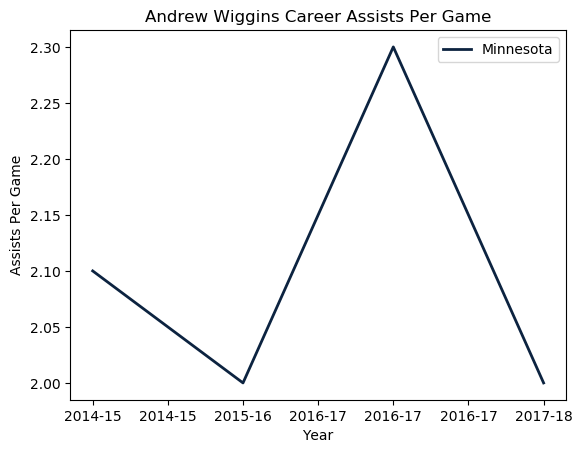 Andrew Wiggins Career Assists Per Game
Minnesota
2.30
2.25
2.20
2.15
2.10
2.05
2.00
Assists Per Game
2014-15 2014-15 2015-16 2016-17 2016-17 2016-17 2017-18
Year